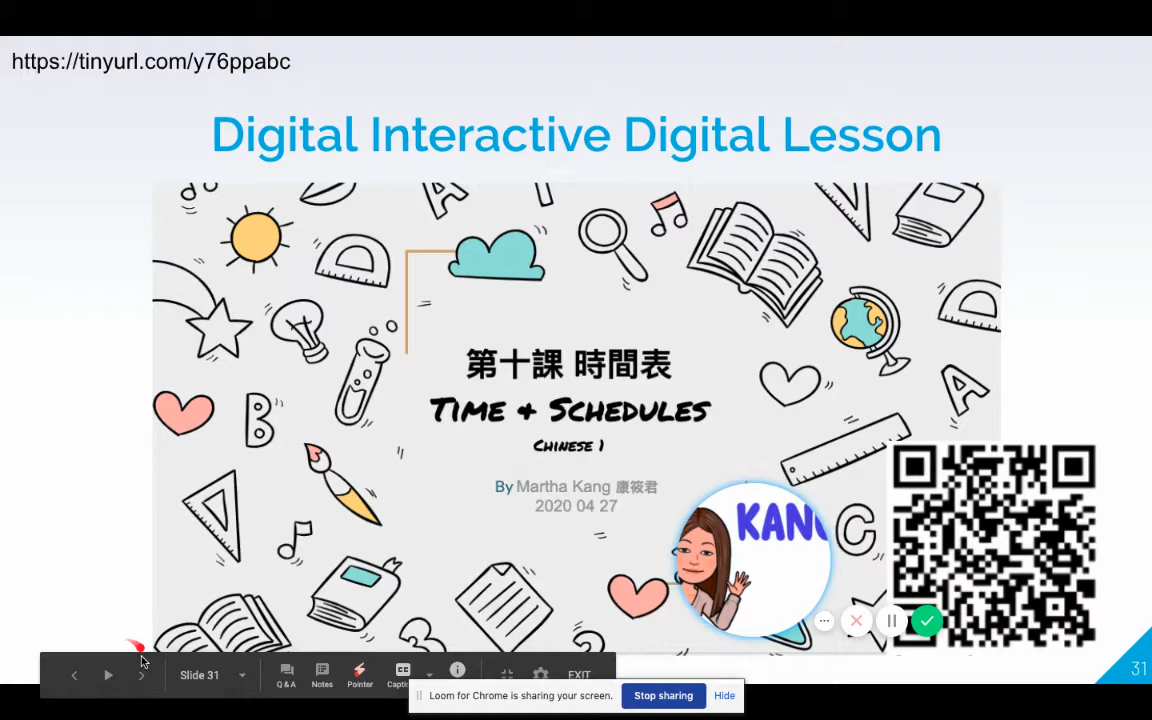 https://tinyurl.com/y76ppabc
Digital Interactive Digital Lesson
第十課 時間表
Time & Schedules
Chinese 1
By Martha Kang 康筱君
2020 04 27
KANG
A
B
A
C
3
31
Slide 31
Q & A
Notes
Pointer
EXIT
Loom for Chrome is sharing your screen.
Stop sharing
Hide